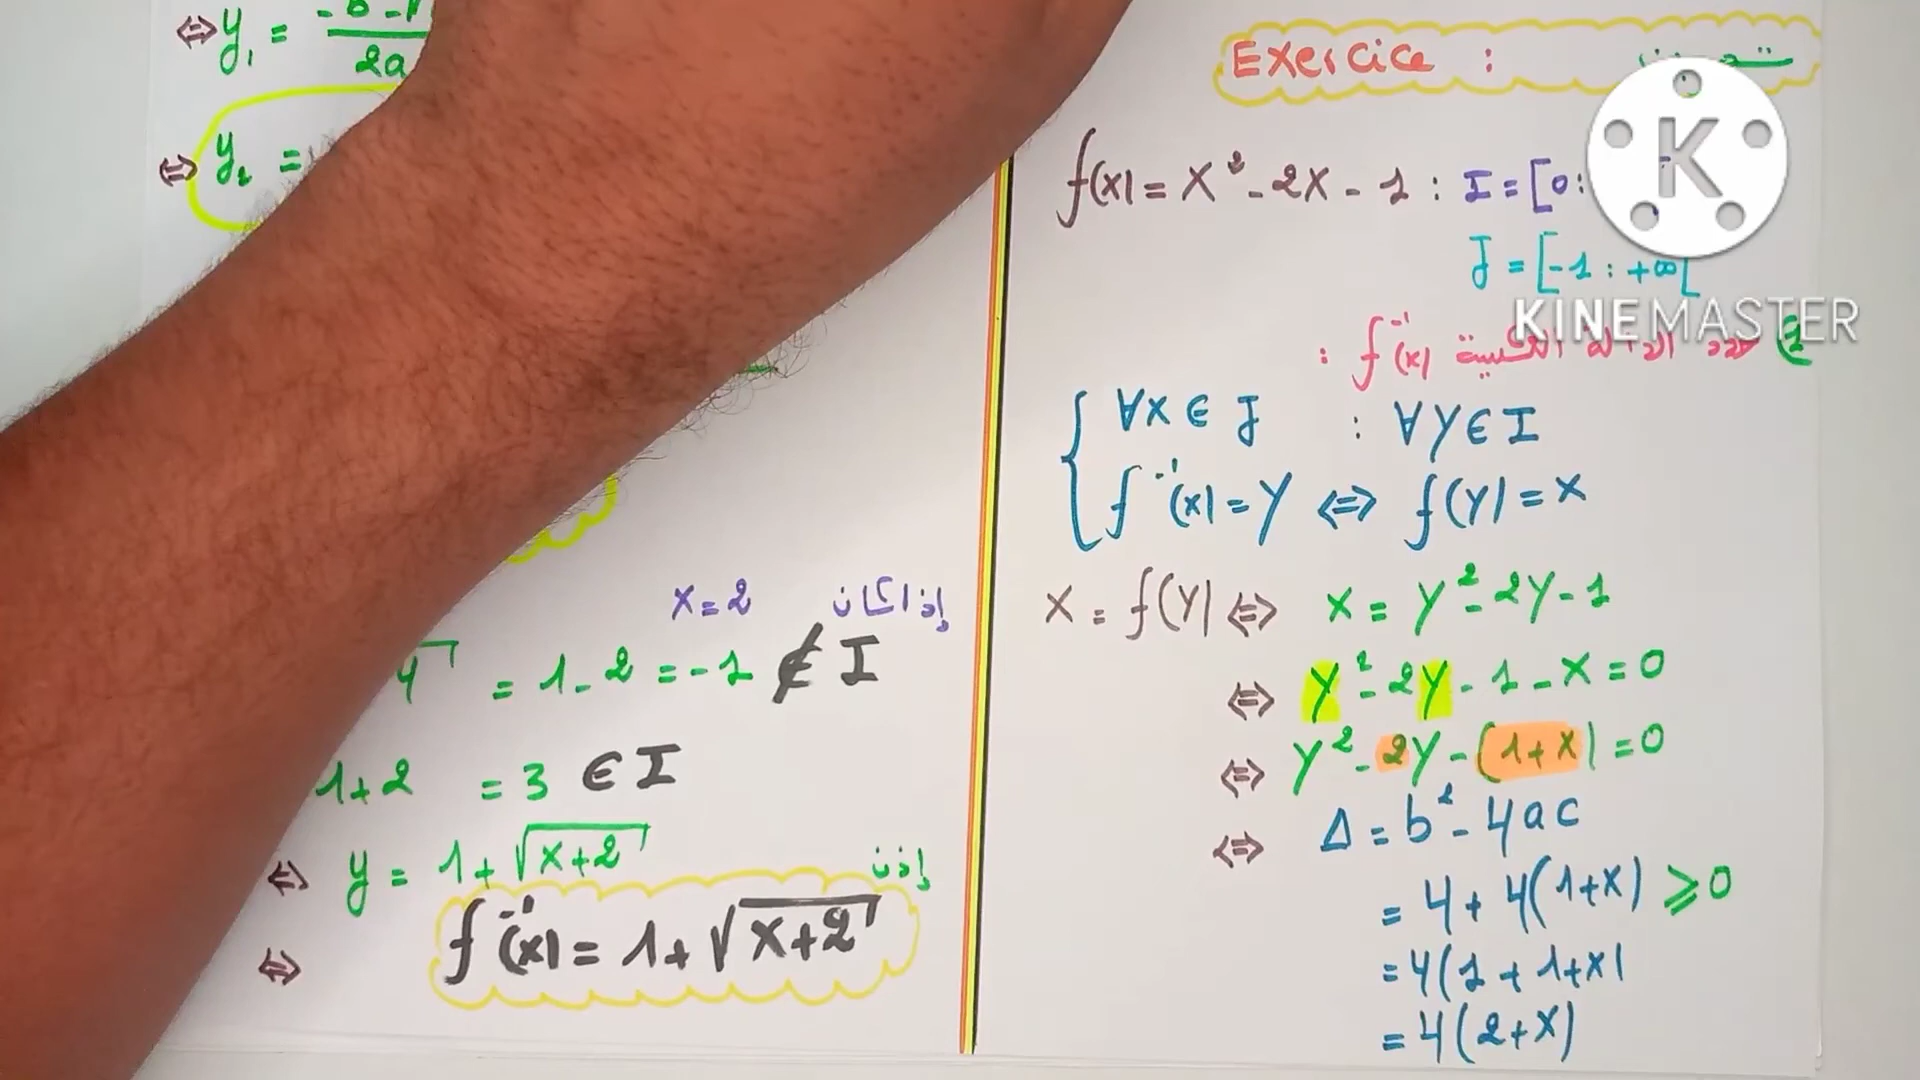 Exercice :
f(x) = x² - 2x - 1 : I = [0 :
J = [-1 : +∞[
KINEMASTER
f⁻¹(x) :
∀x ∈ J : ∀y ∈ I
f⁻¹(x) = y ⇔ f(y) = x
x = f(y) ⇔ x = y² - 2y - 1
⇔ y² - 2y - 1 - x = 0
⇔ y² - 2y - (1+x) = 0
⇔ Δ = b² - 4ac
= 4 + 4(1+x) ⩾ 0
= 4(1 + 1+x)
= 4(2+x)
⇔ y₁ =
2a
⇔ y₂ =
إذا كان x = 2
= 1 - 2 = -1 ∉ I
1+2 = 3 ∈ I
إذن ⇔ y = 1 + √x+2
⇔ f⁻¹(x) = 1 + √x+2